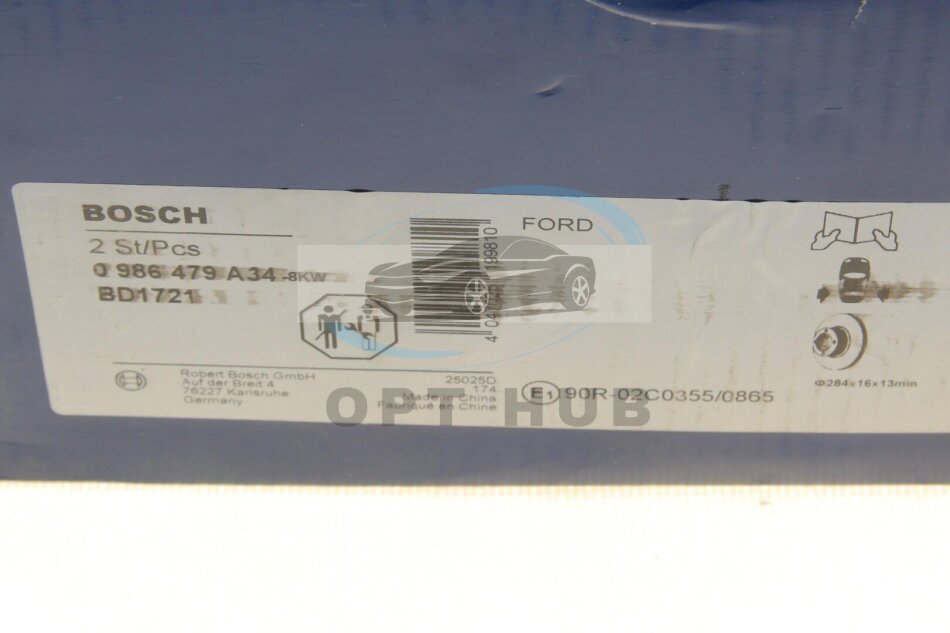 BOSCH
2 St/Pcs
0 986 479 A34 -8KW
BD1721
FORD
Robert Bosch GmbH
Auf der Breit 4
76227 Karlsruhe
Germany
25025D
174
Made in China
Fabriqué en Chine
E1 90R-02C0355/0865
Φ284x16x13mm
OPT HUB